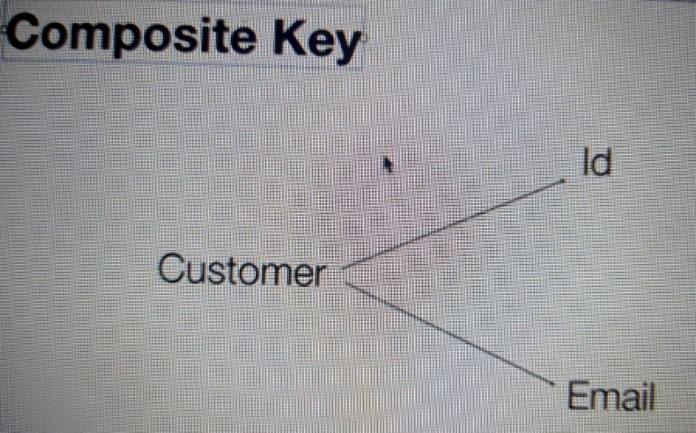 Composite Key
Id
Customer
Email